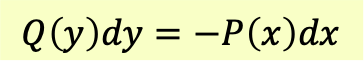 Q(y)dy = −P(x)dx